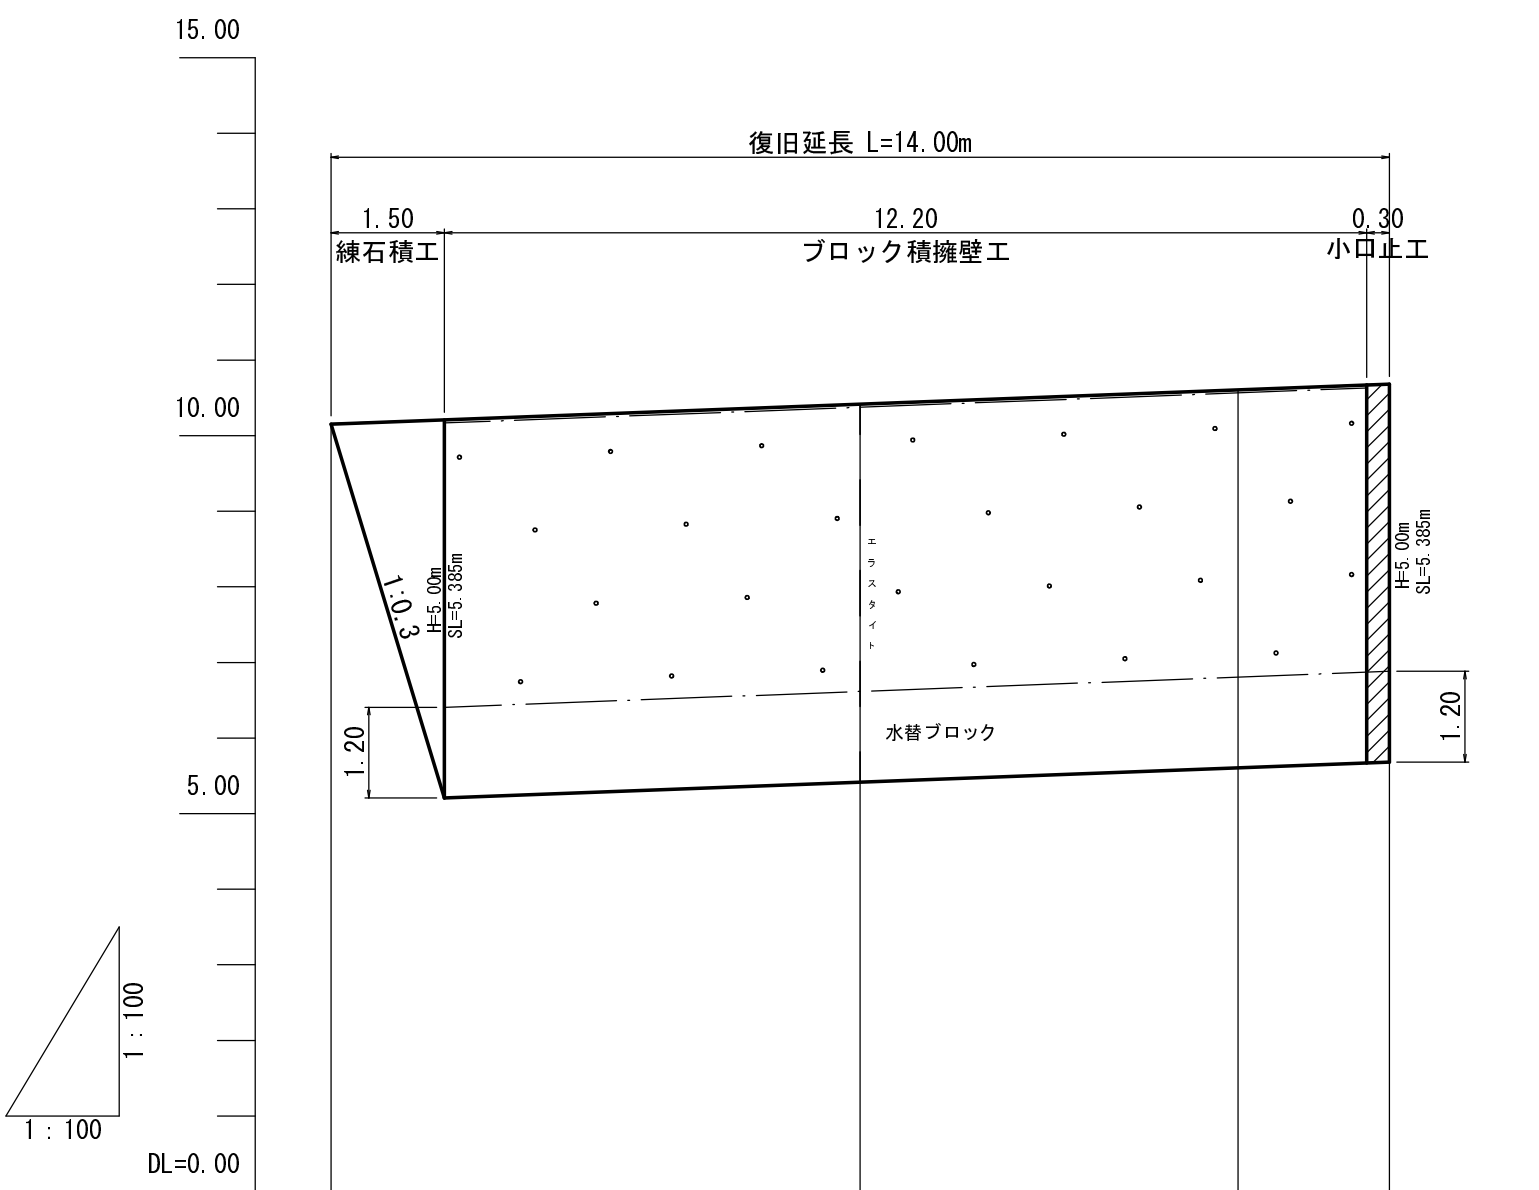 15.00
復旧延長 L=14.00m
1.50
12.20
0.30
練石積工
ブロック積擁壁工
小口止工
10.00
1:0.3
H=5.00m
SL=5.385m
エラスタイト
H=5.00m
SL=5.385m
1.20
水替ブロック
1.20
5.00
1 : 100
1 : 100
DL=0.00